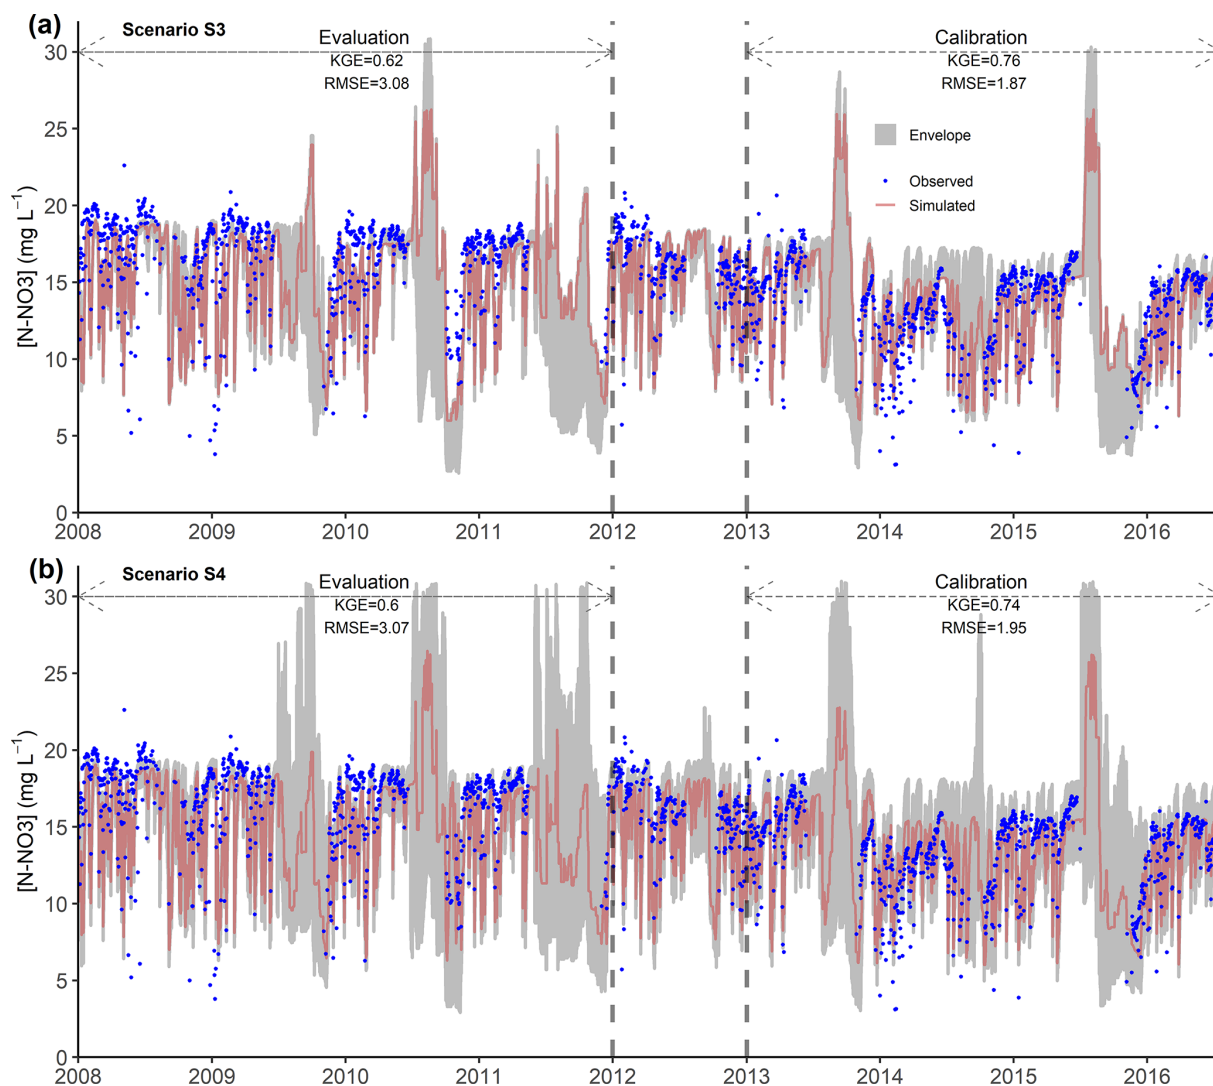 (a)
Scenario S3
Evaluation
KGE=0.62
RMSE=3.08
Calibration
KGE=0.76
RMSE=1.87
Envelope
Observed
Simulated
[N-NO3] (mg L⁻¹)
30
25
20
15
10
5
0
2008 2009 2010 2011 2012 2013 2014 2015 2016
(b)
Scenario S4
Evaluation
KGE=0.6
RMSE=3.07
Calibration
KGE=0.74
RMSE=1.95
[N-NO3] (mg L⁻¹)
30
25
20
15
10
5
0
2008 2009 2010 2011 2012 2013 2014 2015 2016